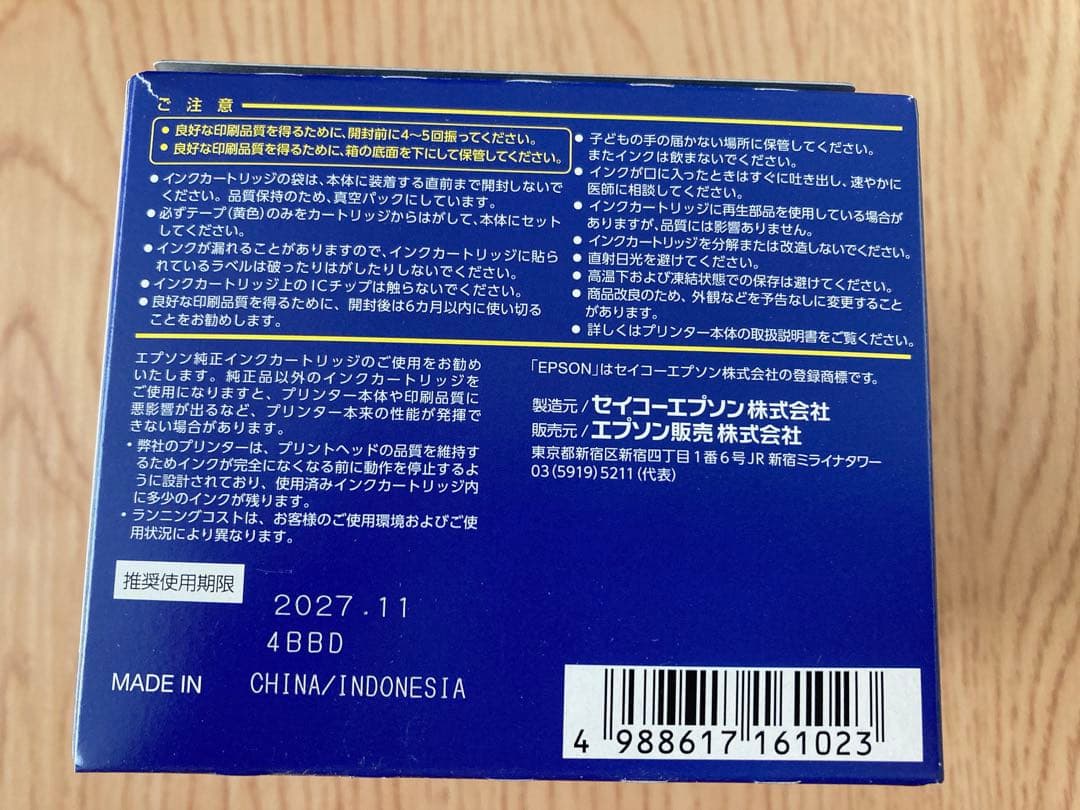 ご注意
● 良好な印刷品質を得るために、開封前に4～5回振ってください。
● 良好な印刷品質を得るために、箱の底面を下にして保管してください。
● インクカートリッジの袋は、本体に装着する直前まで開封しないで
ください。品質保持のため、真空パックにしています。
● 必ずテープ(黄色)のみをカートリッジからはがして、本体にセット
してください。
● インクが漏れることがありますので、インクカートリッジに貼ら
れているラベルは破ったりはがしたりしないでください。
● インクカートリッジ上のICチップは触らないでください。
● 良好な印刷品質を得るために、開封後は6カ月以内に使い切る
ことをお勧めします。
● 子どもの手の届かない場所に保管してください。
またインクは飲まないでください。
● インクが口に入ったときはすぐに吐き出し、速やかに
医師に相談してください。
● インクカートリッジに再生部品を使用している場合が
ありますが、品質には影響ありません。
● インクカートリッジを分解または改造しないでください。
● 直射日光を避けてください。
● 高温下および凍結状態での保存は避けてください。
● 商品改良のため、外観などを予告なしに変更すること
があります。
● 詳しくはプリンター本体の取扱説明書をご覧ください。
エプソン純正インクカートリッジのご使用をお勧め
いたします。純正品以外のインクカートリッジを
ご使用になりますと、プリンター本体や印刷品質に
悪影響が出るなど、プリンター本来の性能が発揮で
きない場合があります。
・弊社のプリンターは、プリントヘッドの品質を維持す
るためインクが完全になくなる前に動作を停止するよ
うに設計されており、使用済みインクカートリッジ内
に多少のインクが残ります。
・ランニングコストは、お客様のご使用環境およびご使
用状況により異なります。
「EPSON」はセイコーエプソン株式会社の登録商標です。
製造元/セイコーエプソン株式会社
販売元/エプソン販売株式会社
東京都新宿区新宿四丁目1番6号JR新宿ミライナタワー
03(5919)5211(代表)
推奨使用期限
2027.11
4BBD
MADE IN CHINA/INDONESIA
4 988617 161023